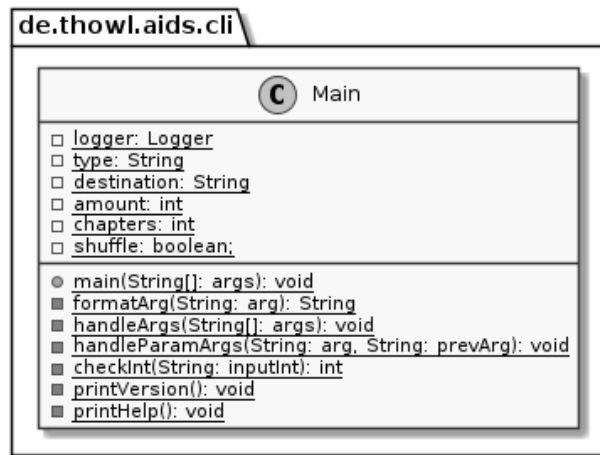 de.thowl.aids.cli
C Main
logger: Logger
type: String
destination: String
amount: int
chapters: int
shuffle: boolean;
main(String[]: args): void
formatArg(String: arg): String
handleArgs(String[]: args): void
handleParamArgs(String: arg, String: prevArg): void
checkInt(String: inputInt): int
printVersion(): void
printHelp(): void